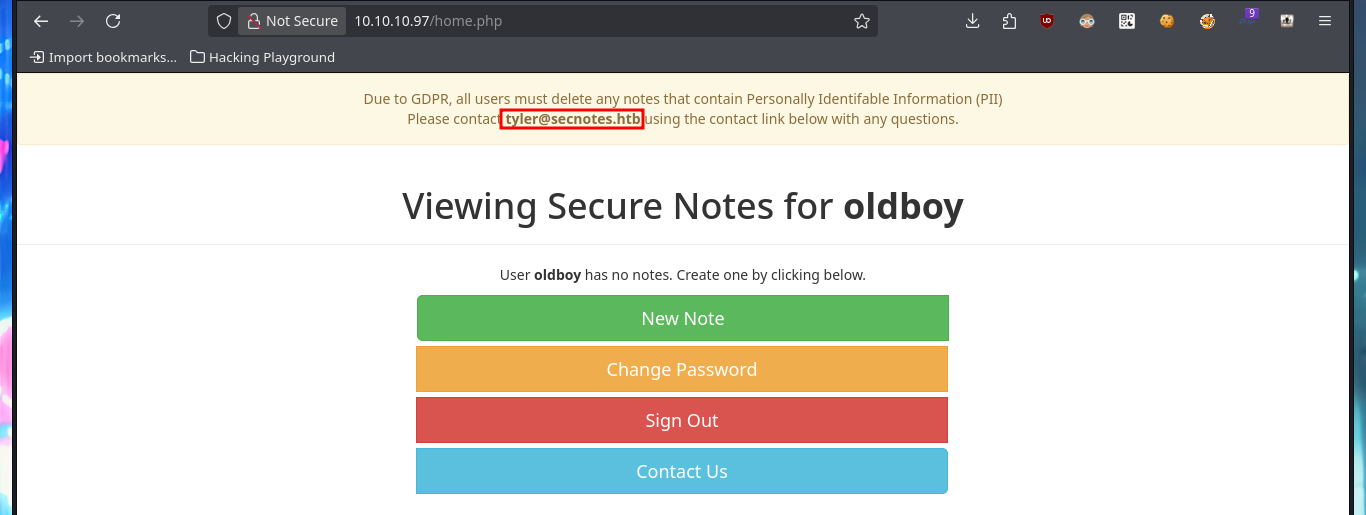 Not Secure 10.10.10.97/home.php
9
Import bookmarks... Hacking Playground
Due to GDPR, all users must delete any notes that contain Personally Identifable Information (PII)
Please contact tyler@secnotes.htb using the contact link below with any questions.
Viewing Secure Notes for oldboy
User oldboy has no notes. Create one by clicking below.
New Note
Change Password
Sign Out
Contact Us